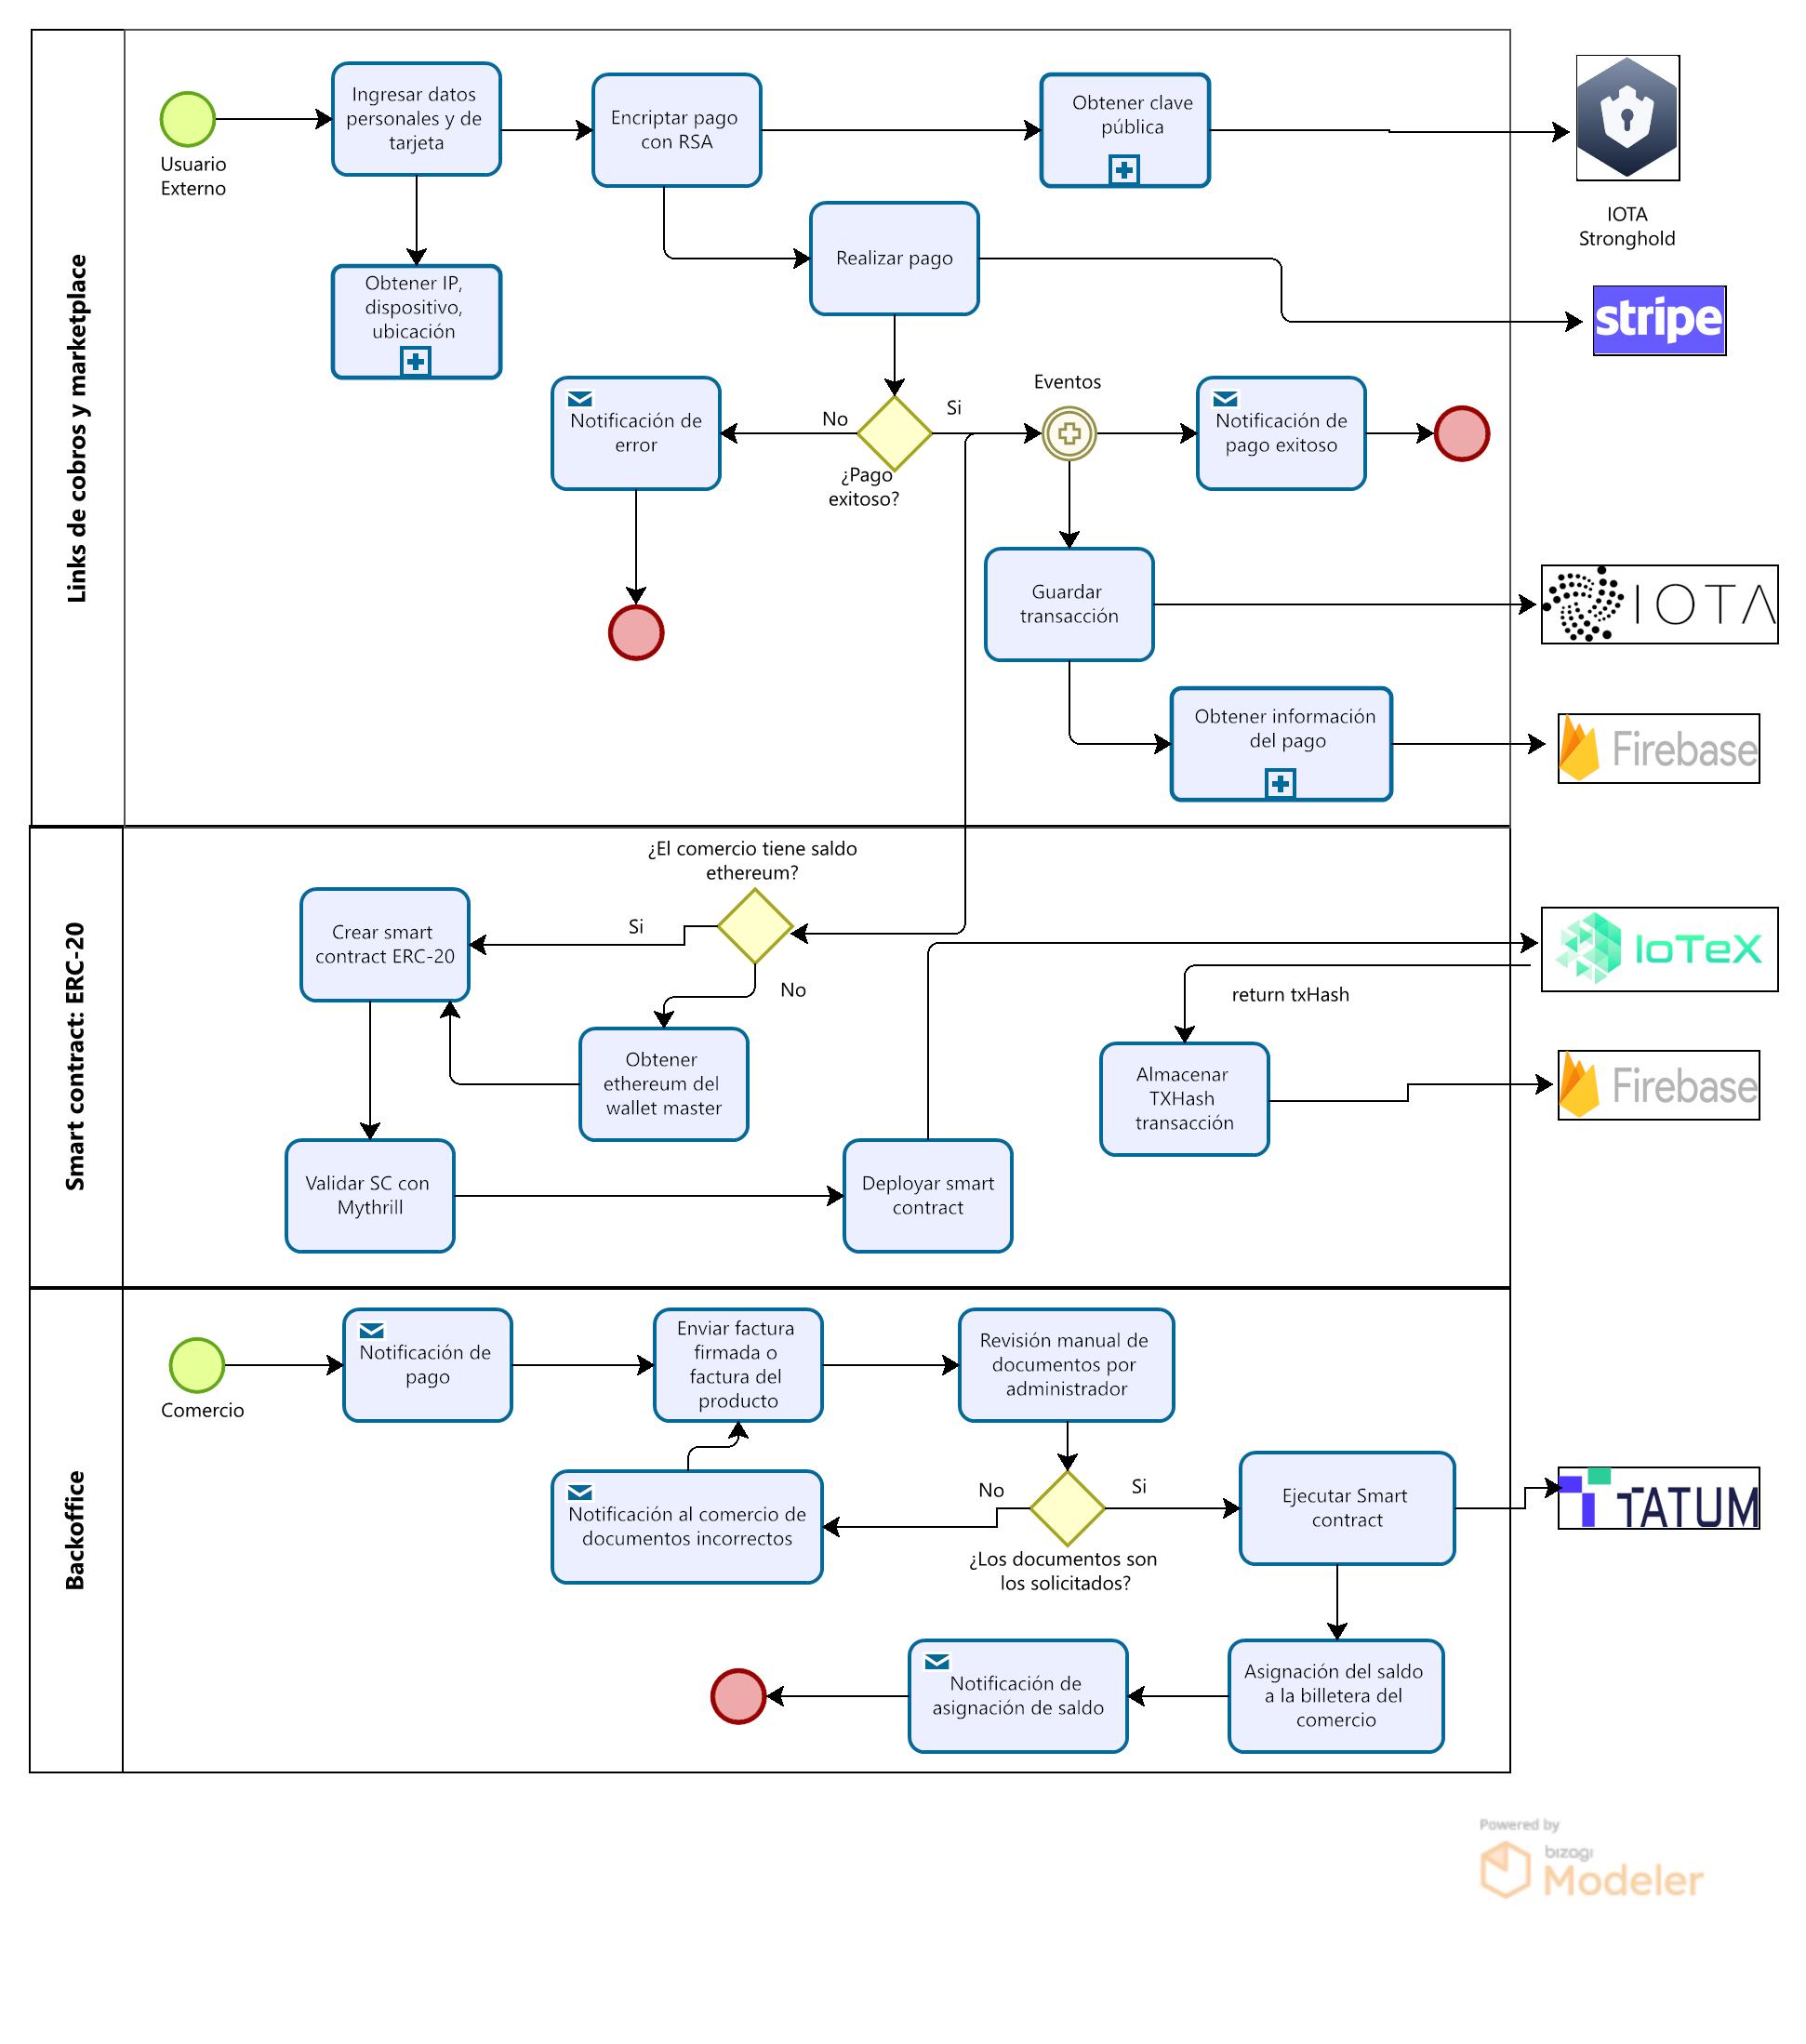 Links de cobros y marketplace
Usuario
Externo
Ingresar datos
personales y de
tarjeta
Encriptar pago
con RSA
Obtener clave
pública
IOTA
Stronghold
Obtener IP,
dispositivo,
ubicación
Realizar pago
stripe
Notificación de
error
No
Si
¿Pago
exitoso?
Eventos
Notificación de
pago exitoso
Guardar
transacción
IOTA
Obtener información
del pago
Firebase
Smart contract: ERC-20
¿El comercio tiene saldo
ethereum?
Si
No
Crear smart
contract ERC-20
Obtener
ethereum del
wallet master
IoTeX
return txHash
Almacenar
TXHash
transacción
Firebase
Validar SC con
Mythrill
Deployar smart
contract
Backoffice
Comercio
Notificación de
pago
Enviar factura
firmada o
factura del
producto
Revisión manual de
documentos por
administrador
Notificación al comercio de
documentos incorrectos
No
Si
¿Los documentos son
los solicitados?
Ejecutar Smart
contract
TATUM
Notificación de
asignación de saldo
Asignación del saldo
a la billetera del
comercio
Powered by
bizagi
Modeler